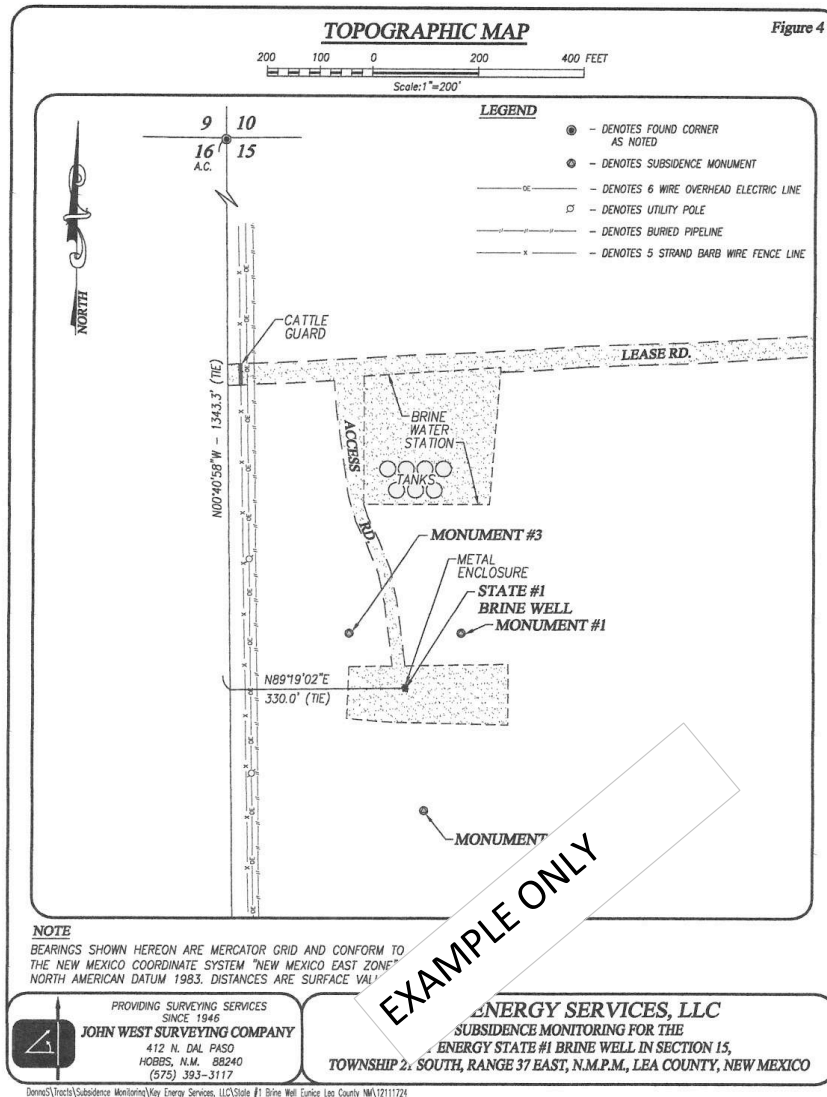 TOPOGRAPHIC MAP
Figure 4
200 100 0 200 400 FEET
Scale:1"=200'
LEGEND
- DENOTES FOUND CORNER
AS NOTED
- DENOTES SUBSIDENCE MONUMENT
OE - DENOTES 6 WIRE OVERHEAD ELECTRIC LINE
- DENOTES UTILITY POLE
- DENOTES BURIED PIPELINE
x - DENOTES 5 STRAND BARB WIRE FENCE LINE
9 10
16 15
A.C.
NORTH
CATTLE
GUARD
LEASE RD.
N00°40'58"W - 1343.3' (TIE)
ACCESS
RD.
BRINE
WATER
STATION
TANKS
MONUMENT #3
METAL
ENCLOSURE
STATE #1
BRINE WELL
MONUMENT #1
N89°19'02"E
330.0' (TIE)
MONUMENT
EXAMPLE ONLY
NOTE
BEARINGS SHOWN HEREON ARE MERCATOR GRID AND CONFORM TO
THE NEW MEXICO COORDINATE SYSTEM "NEW MEXICO EAST ZONE"
NORTH AMERICAN DATUM 1983. DISTANCES ARE SURFACE
PROVIDING SURVEYING SERVICES
SINCE 1946
JOHN WEST SURVEYING COMPANY
412 N. DAL PASO
HOBBS, N.M. 88240
(575) 393-3117
ENERGY SERVICES, LLC
SUBSIDENCE MONITORING FOR THE
ENERGY STATE #1 BRINE WELL IN SECTION 15,
TOWNSHIP 21 SOUTH, RANGE 37 EAST, N.M.P.M., LEA COUNTY, NEW MEXICO
DonnaS\Tracts\Subsidence Monitoring\Key Energy Services, LLC\State #1 Brine Well Eunice Lea County NM\12111724